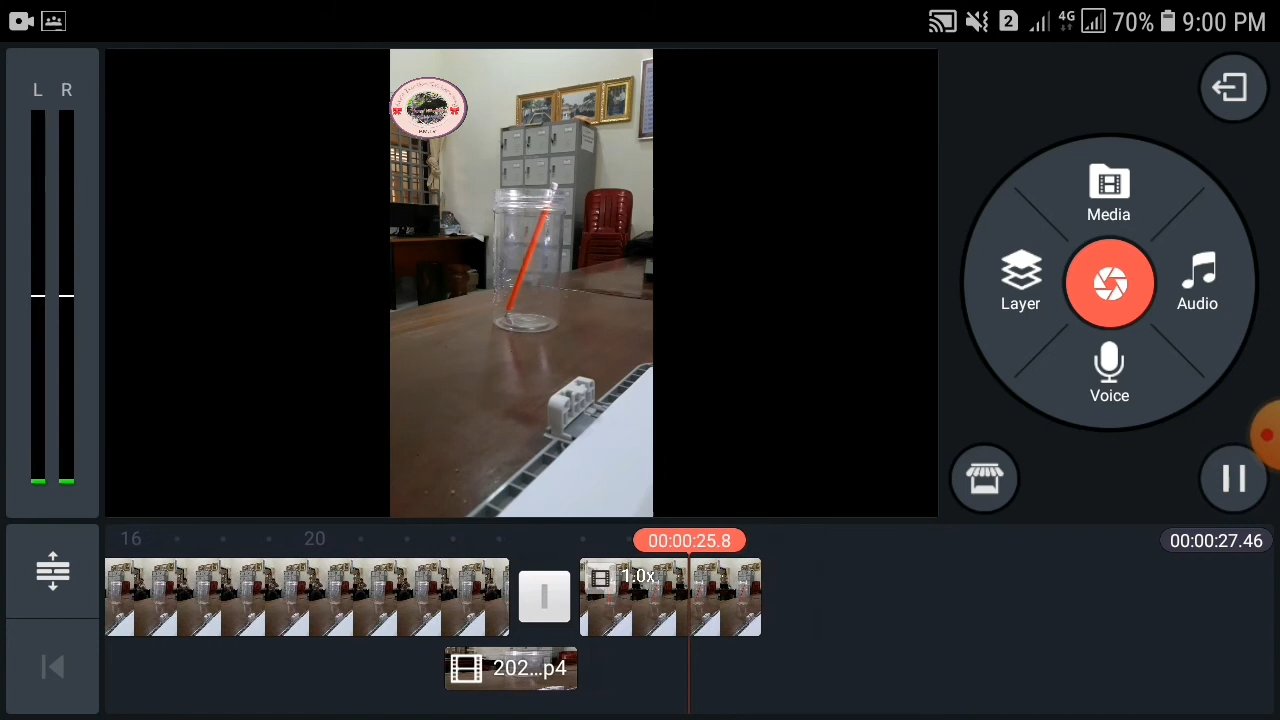 2 4G 70% 9:00 PM
L R
Media
Layer
Audio
Voice
16 20 00:00:25.8 00:00:27.46
1.0x
202...p4